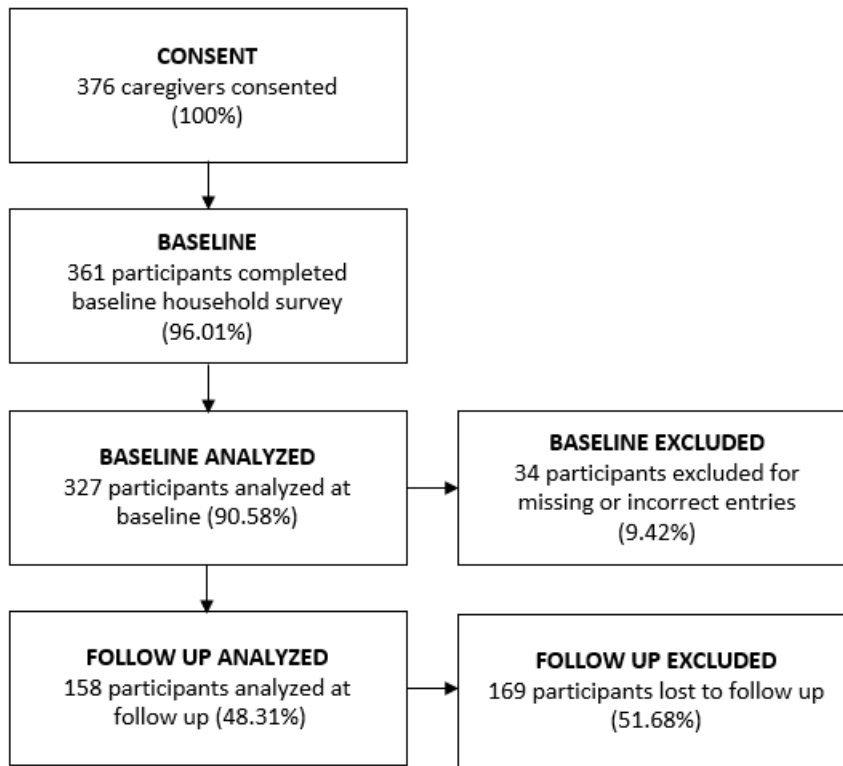 CONSENT
376 caregivers consented
(100%)
BASELINE
361 participants completed
baseline household survey
(96.01%)
BASELINE ANALYZED
327 participants analyzed at
baseline (90.58%)
BASELINE EXCLUDED
34 participants excluded for
missing or incorrect entries
(9.42%)
FOLLOW UP ANALYZED
158 participants analyzed at
follow up (48.31%)
FOLLOW UP EXCLUDED
169 participants lost to follow up
(51.68%)